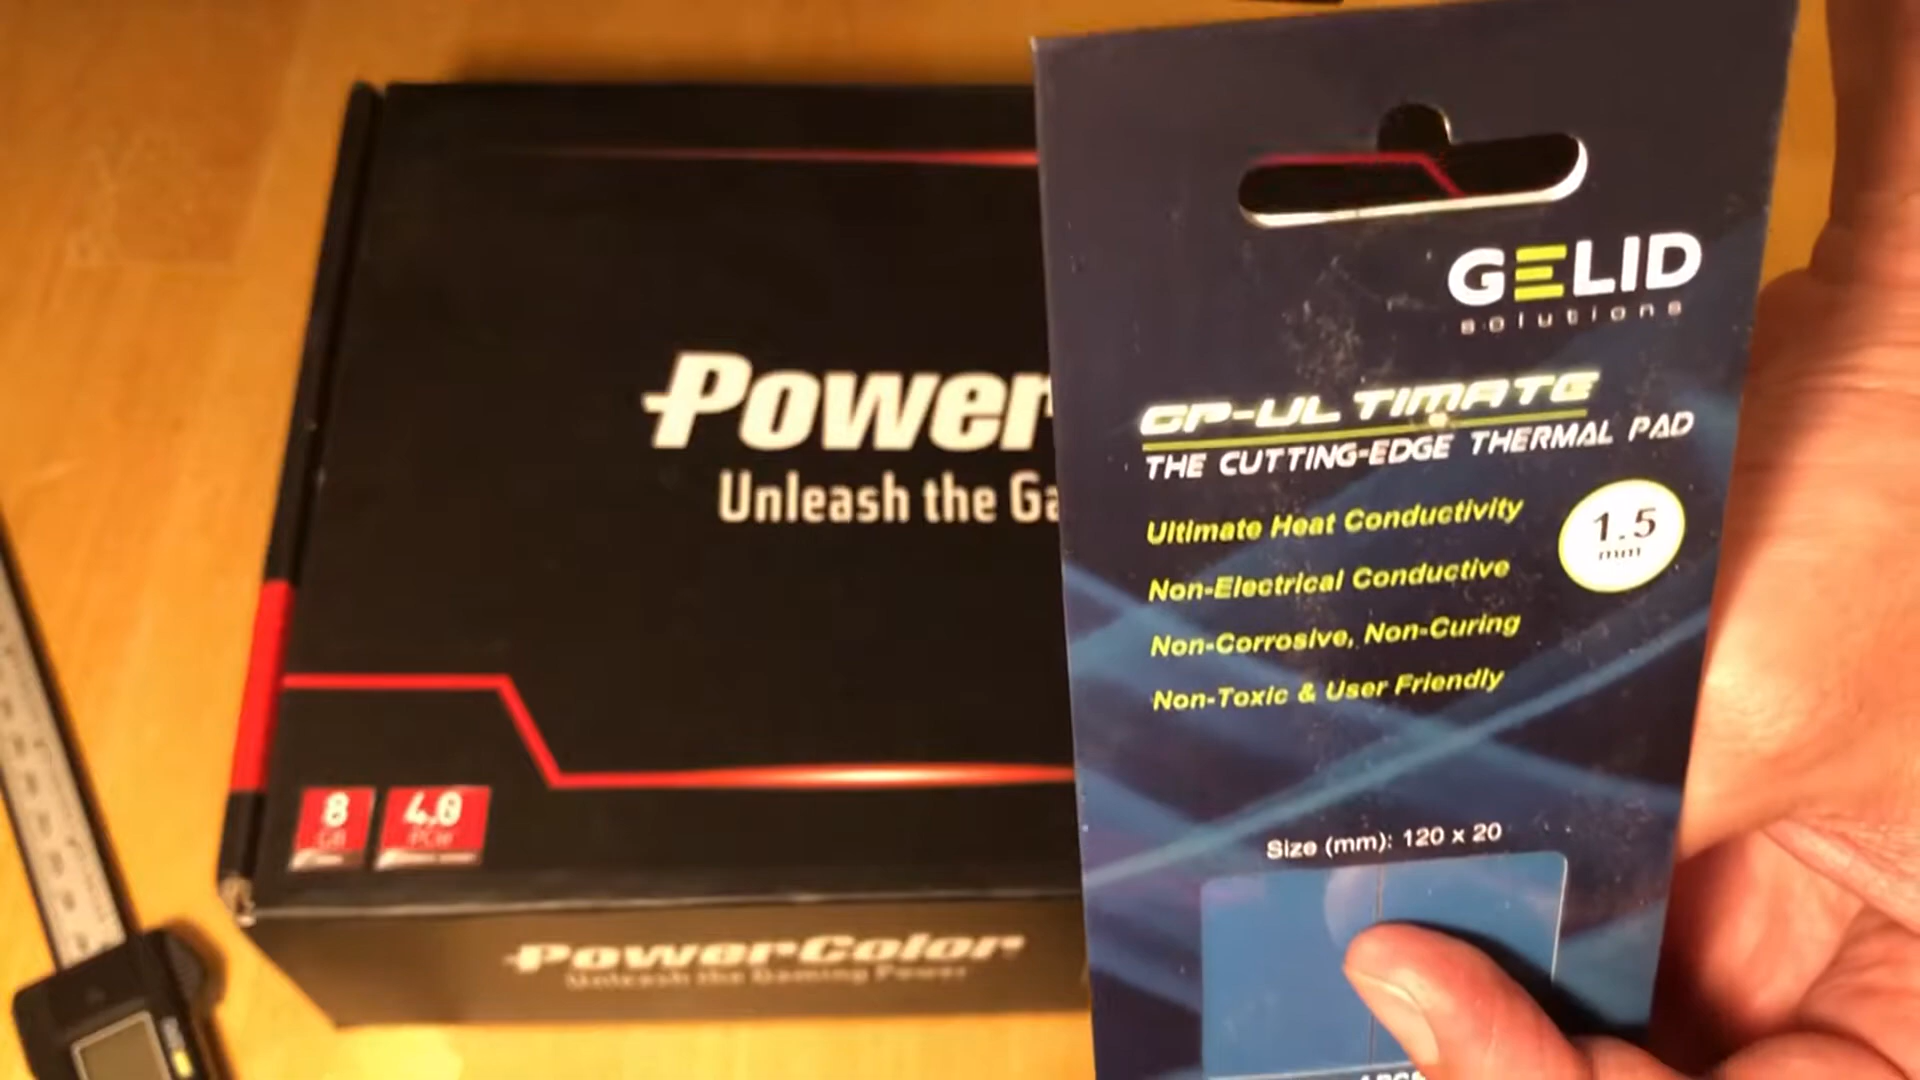 Power
Unleash the Ga
8
GB
4.0
PCIe
PowerColor
Unleash the Gaming Power
GELID
solutions
GP-ULTIMATE
THE CUTTING-EDGE THERMAL PAD
Ultimate Heat Conductivity
Non-Electrical Conductive
Non-Corrosive, Non-Curing
Non-Toxic & User Friendly
1.5
mm
Size (mm): 120 x 20